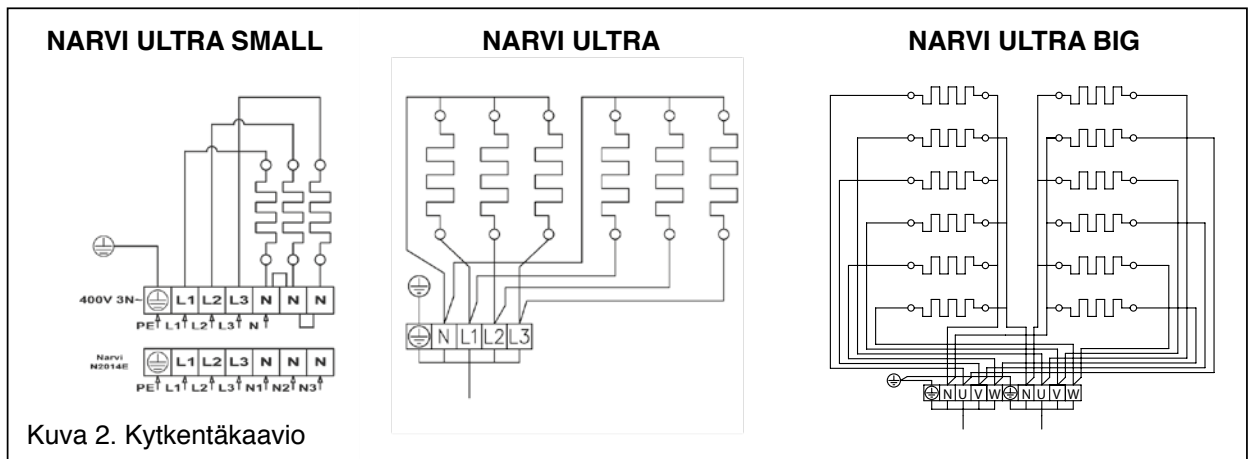 NARVI ULTRA SMALL
400V 3N~ L1 L2 L3 N N N
PE L1 L2 L3 N
Narvi
N2014E L1 L2 L3 N N N
PE L1 L2 L3 N1 N2 N3
NARVI ULTRA
N L1 L2 L3
NARVI ULTRA BIG
N U V W N U V W
Kuva 2. Kytkentäkaavio